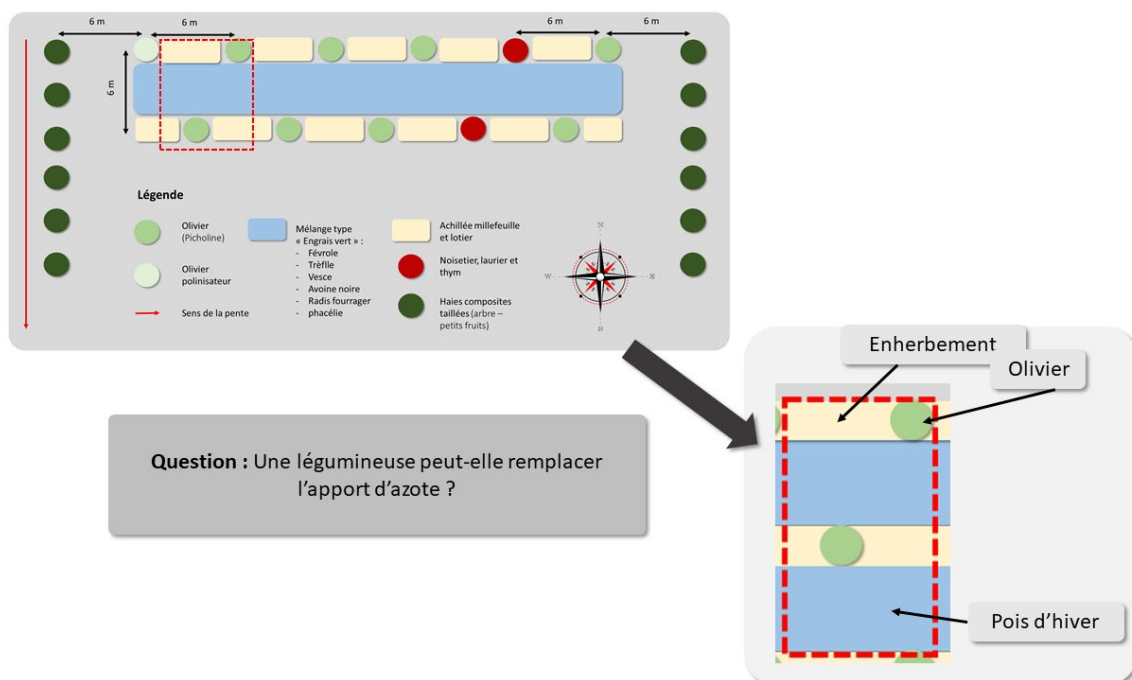 6 m
6 m
6 m
6 m
6 m
Légende
Olivier
(Picholine)
Olivier
polinisateur
Sens de la pente
Mélange type
« Engrais vert » :
- Févrole
- Trèflle
- Vesce
- Avoine noire
- Radis fourrager
- phacélie
Achillée millefeuille
et lotier
Noisetier, laurier et
thym
Haies composites
taillées (arbre –
petits fruits)
N
W
Question : Une légumineuse peut-elle remplacer
l'apport d'azote ?
Enherbement
Olivier
Pois d'hiver